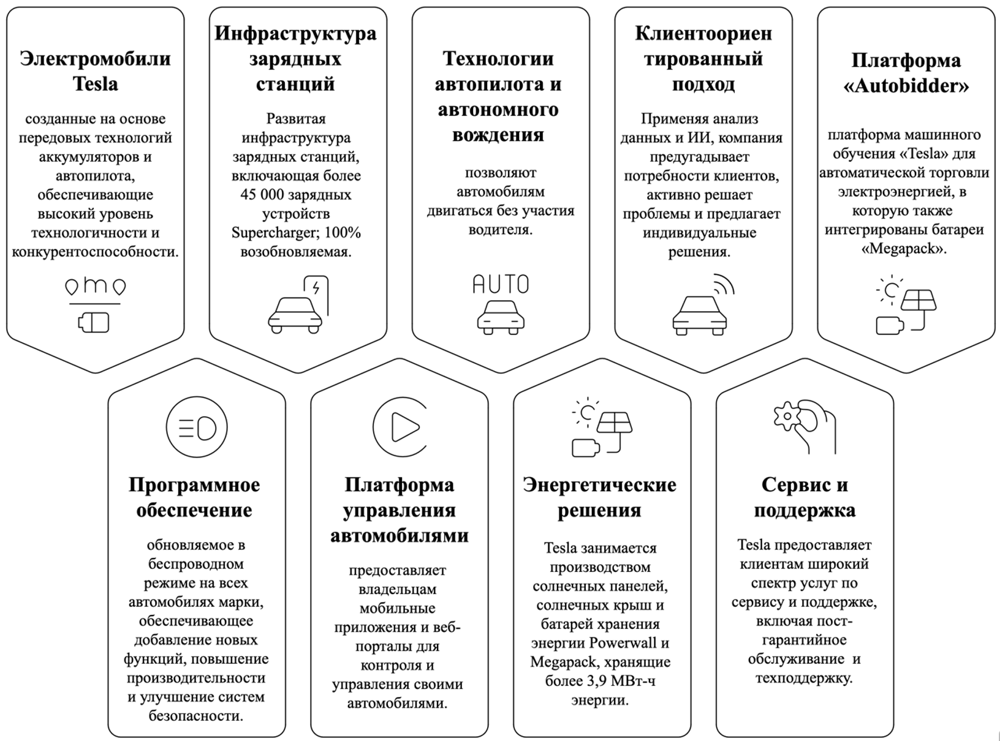 Электромобили
Tesla
созданные на основе
передовых технологий
аккумуляторов и
автопилота,
обеспечивающие
высокий уровень
технологичности и
конкурентоспособности.
Инфраструктура
зарядных
станций
Развитая
инфраструктура
зарядных станций,
включающая более
45 000 зарядных
устройств
Supercharger; 100%
возобновляемая.
Технологии
автопилота и
автономного
вождения
позволяют
автомобилям
двигаться без участия
водителя.
AUTO
Клиентоориен
тированный
подход
Применяя анализ
данных и ИИ, компания
предугадывает
потребности клиентов,
активно решает
проблемы и предлагает
индивидуальные
решения.
Платформа
«Autobidder»
платформа машинного
обучения «Tesla» для
автоматической торговли
электроэнергией, в
которую также
интегрированы батареи
«Megapack».
Программное
обеспечение
обновляемое в
беспроводном
режиме на всех
автомобилях марки,
обеспечивающее
добавление новых
функций, повышение
производительности
и улучшение систем
безопасности.
Платформа
управления
автомобилями
предоставляет
владельцам
мобильные
приложения и веб-
порталы для
контроля и
управления своими
автомобилями.
Энергетические
решения
Tesla занимается
производством
солнечных панелей,
солнечных крыш и
батарей хранения
энергии Powerwall и
Megapack, хранящие
более 3,9 МВт-ч
энергии.
Сервис и
поддержка
Tesla предоставляет
клиентам широкий
спектр услуг по
сервису и поддержке,
включая пост-
гарантийное
обслуживание  и
техподдержку.